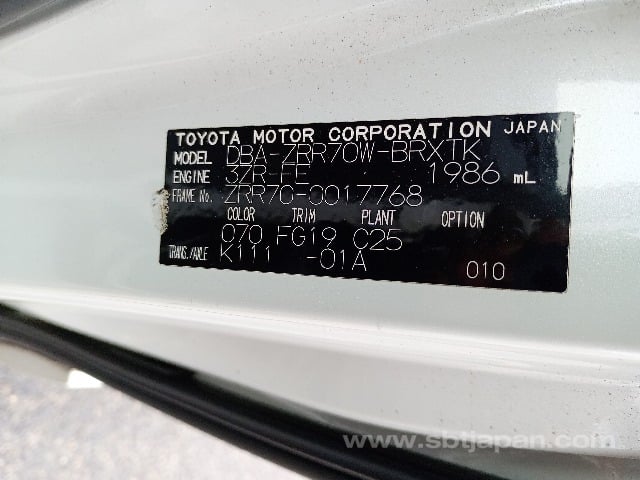 TOYOTA MOTOR CORPORATION JAPAN
MODEL DBA-ZRR70W-BRXTK
ENGINE 3ZR-FE 1986 mL
FRAME No. ZRR70-0017768
COLOR TRIM PLANT OPTION
070 FG19 C25
TRANS./AXLE K111 -01A 010
www.sbtjapan.com